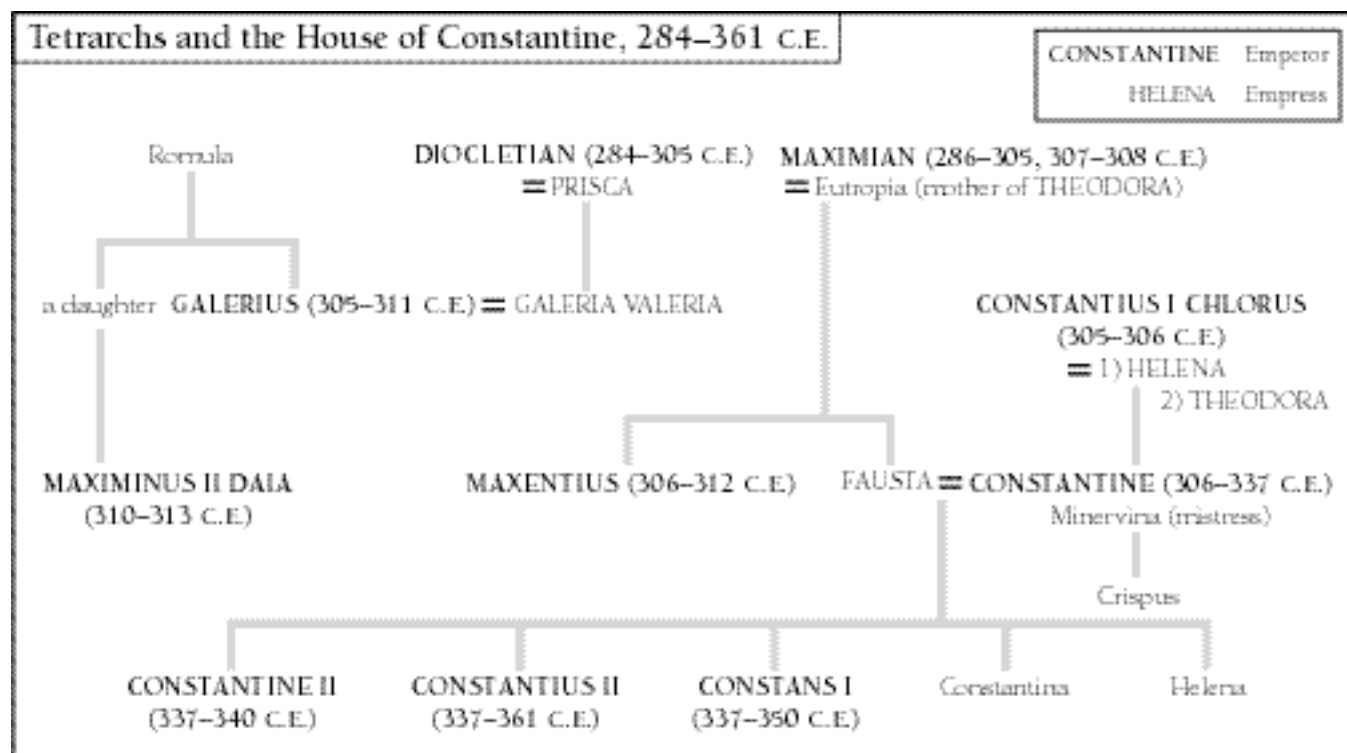 Tetrarchs and the House of Constantine, 284–361 C.E.
CONSTANTINE Emperor
HELENA Empress
Romula
DIOCLETIAN (284–305 C.E.)
= PRISCA
MAXIMIAN (286–305, 307–308 C.E.)
= Eutropia (mother of THEODORA)
a daughter GALERIUS (305–311 C.E.) = GALERIA VALERIA
CONSTANTIUS I CHLORUS
(305–306 C.E.)
= 1) HELENA
2) THEODORA
MAXIMINUS II DAIA
(310–313 C.E.)
MAXENTIUS (306–312 C.E.)
FAUSTA = CONSTANTINE (306–337 C.E.)
Minervina (mistress)
Crispus
CONSTANTINE II
(337–340 C.E.)
CONSTANTIUS II
(337–361 C.E.)
CONSTANS I
(337–350 C.E.)
Constantina
Helena